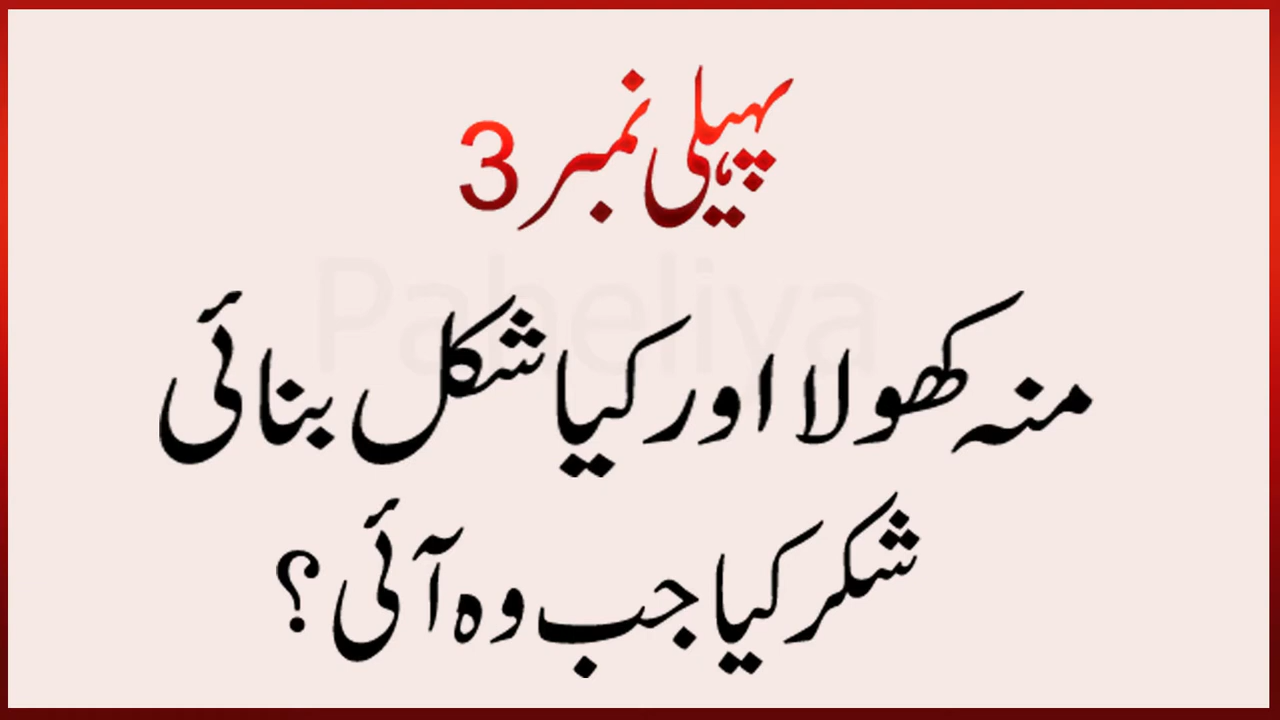 پہیلی نمبر 3
Paheliya
منہ کھولا اور کیا شکل بنائی
شکر کیا جب وہ آئی ؟